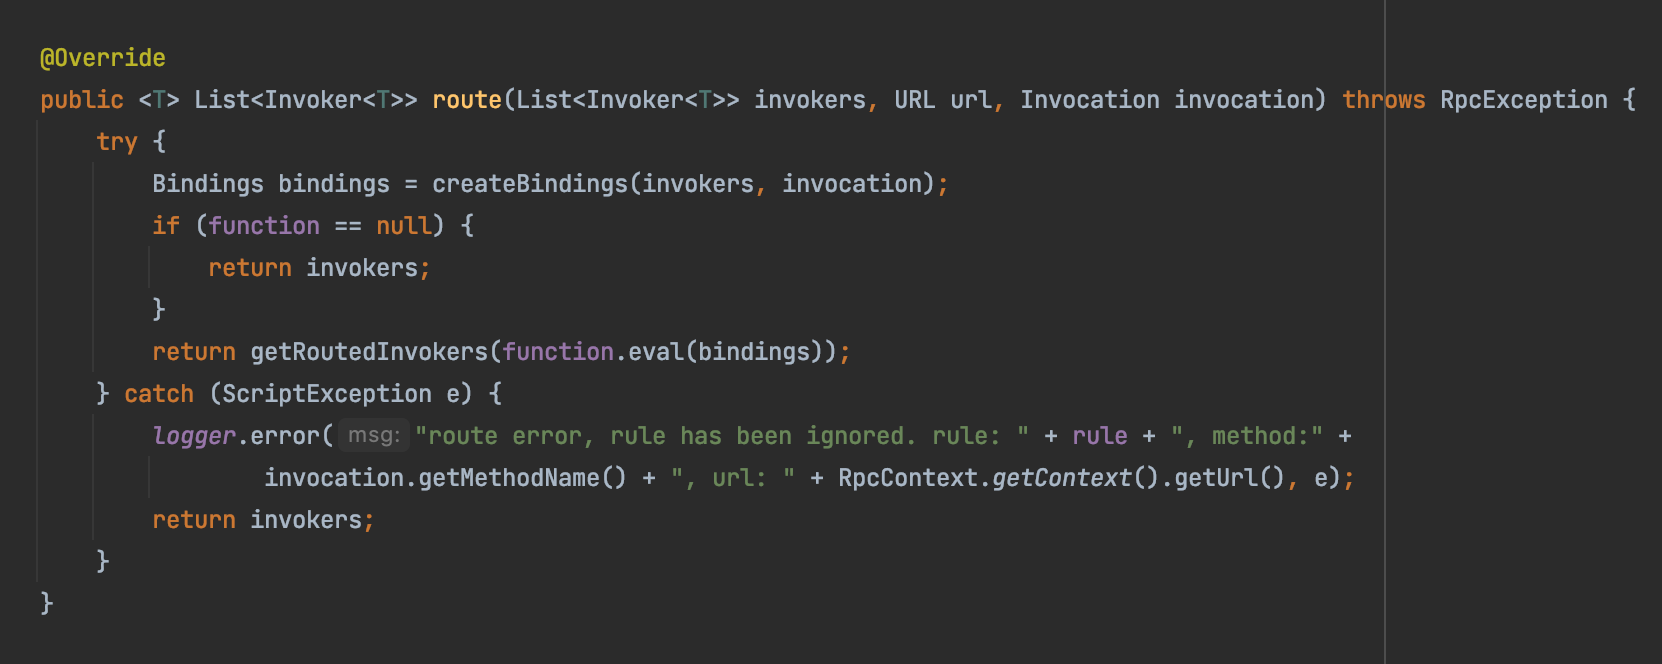 @Override
public <T> List<Invoker<T>> route(List<Invoker<T>> invokers, URL url, Invocation invocation) throws RpcException {
    try {
        Bindings bindings = createBindings(invokers, invocation);
        if (function == null) {
            return invokers;
        }
        return getRoutedInvokers(function.eval(bindings));
    } catch (ScriptException e) {
        logger.error( msg: "route error, rule has been ignored. rule: " + rule + ", method:" +
                invocation.getMethodName() + ", url: " + RpcContext.getContext().getUrl(), e);
        return invokers;
    }
}